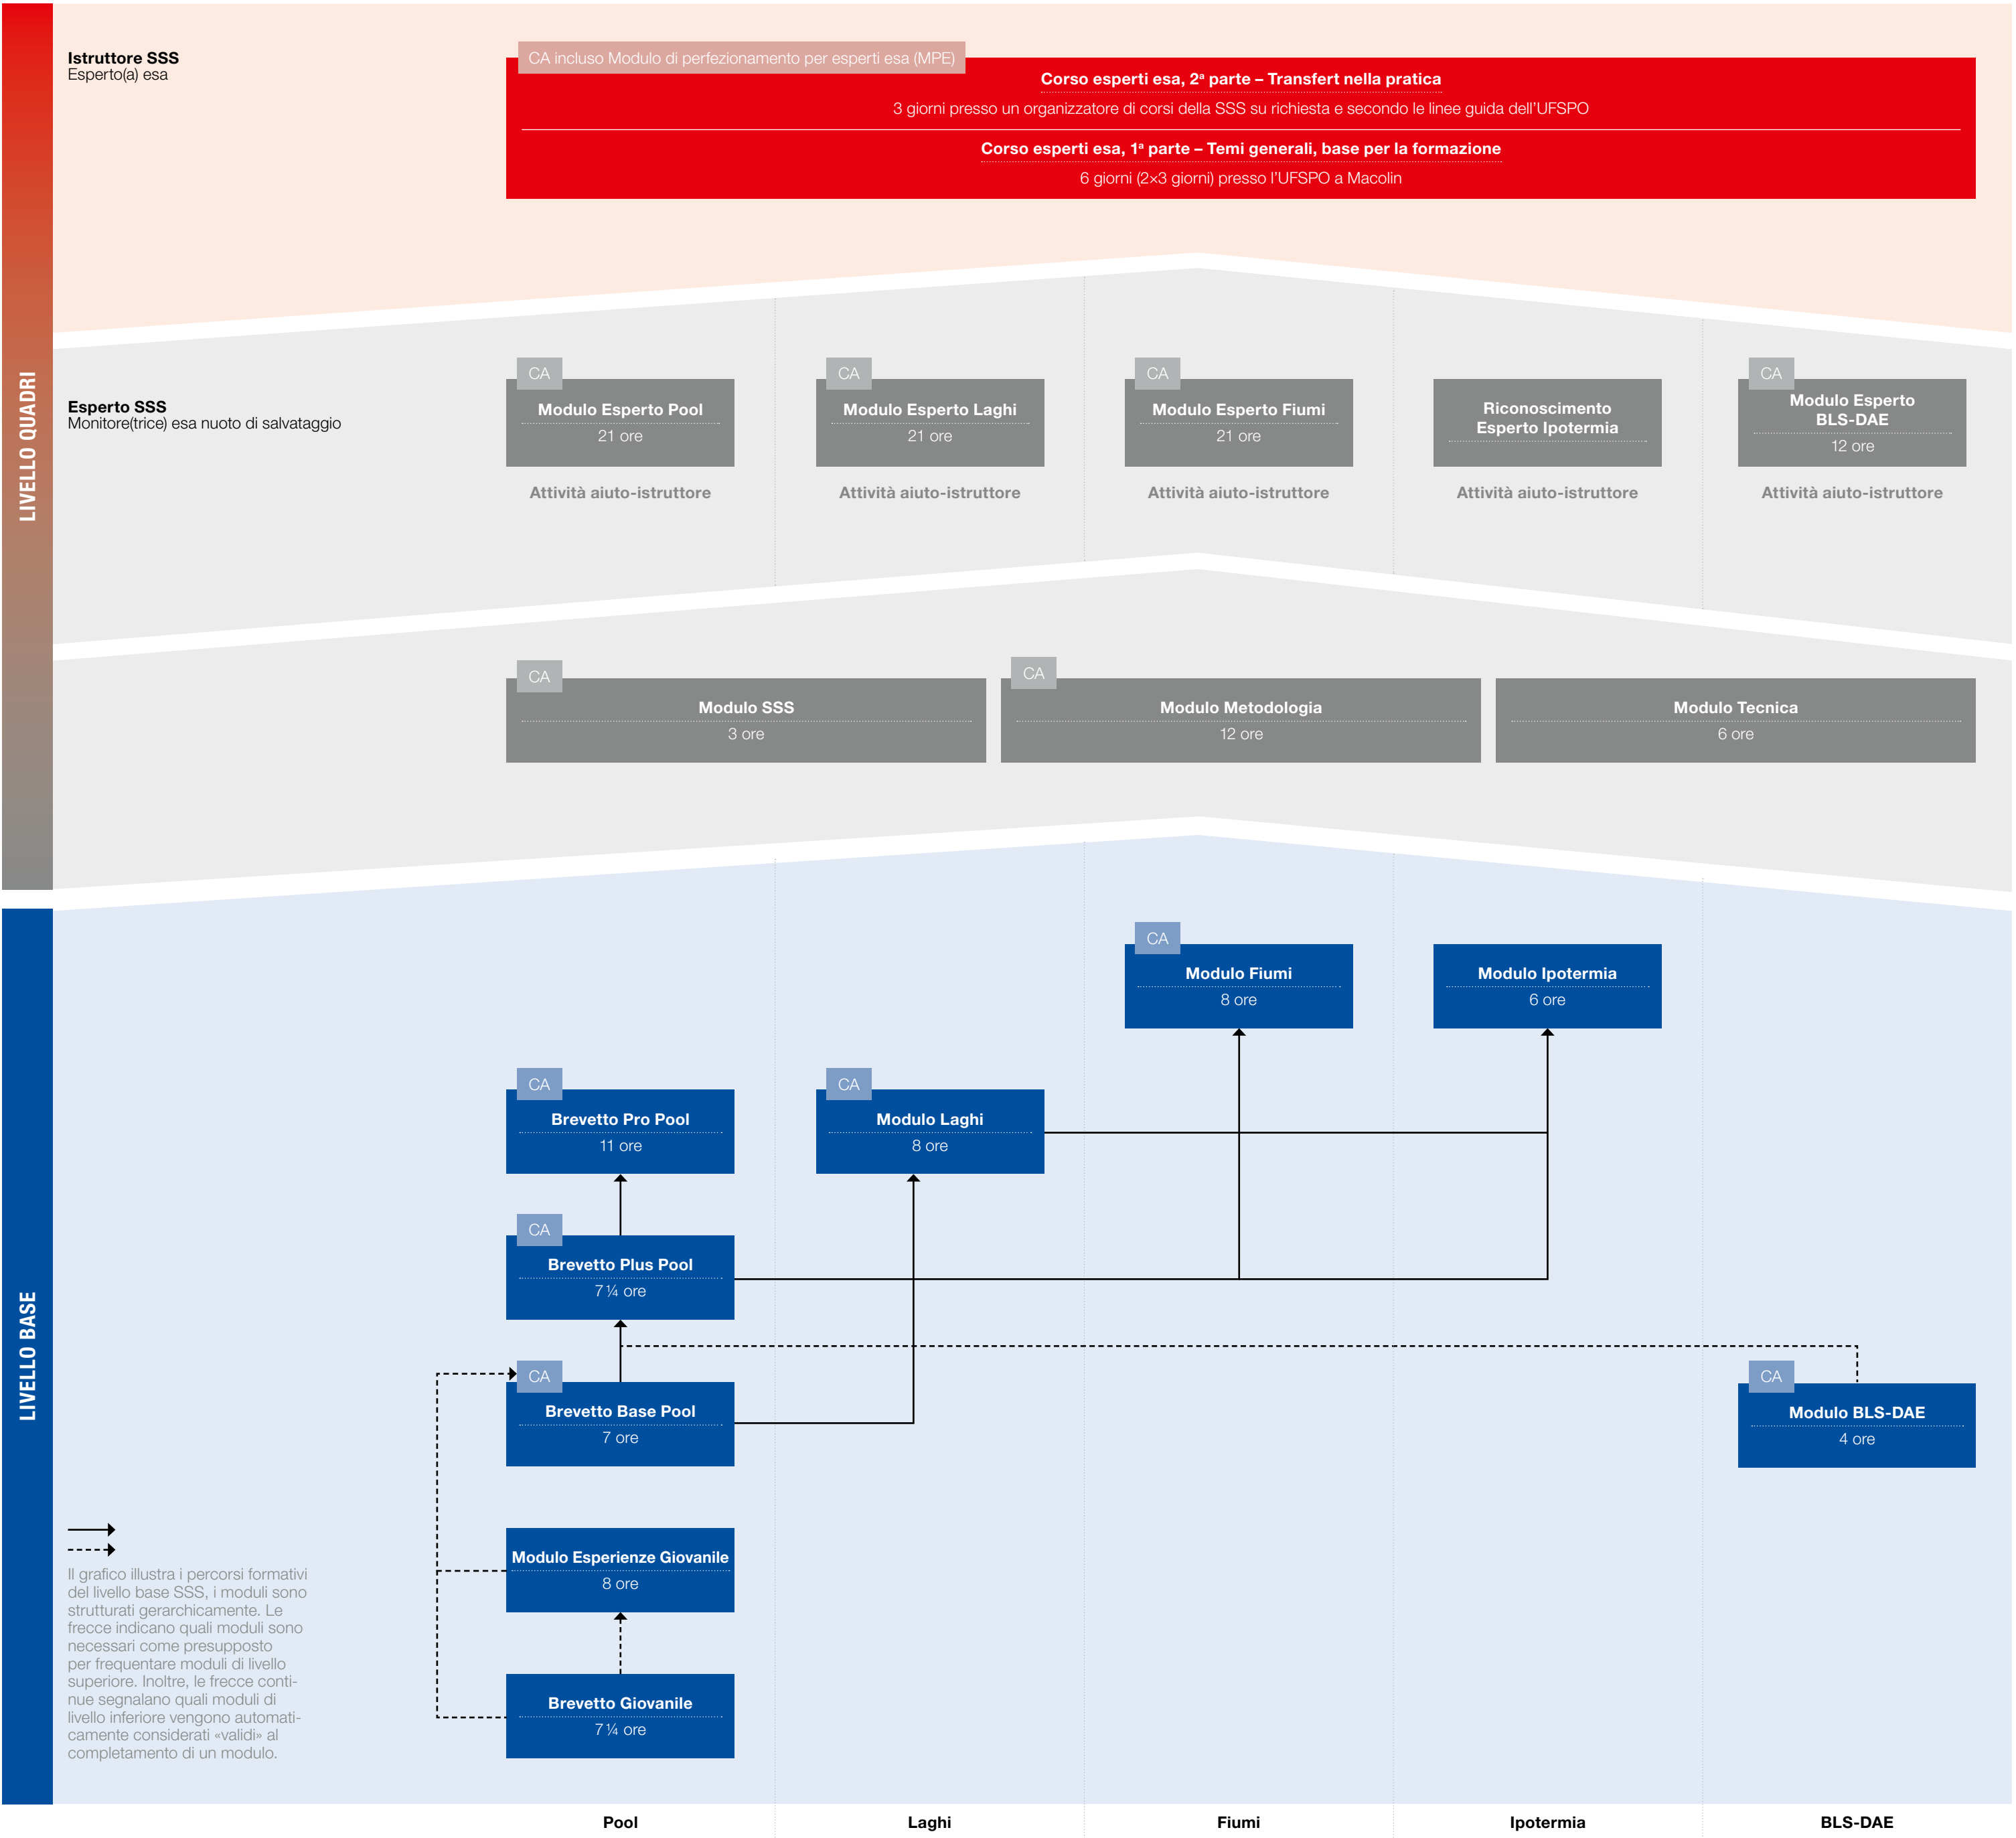 Istruttore SSS
Esperto(a) esa
CA incluso Modulo di perfezionamento per esperti esa (MPE)
Corso esperti esa, 2ª parte – Transfert nella pratica
3 giorni presso un organizzatore di corsi della SSS su richiesta e secondo le linee guida dell'UFSPO
Corso esperti esa, 1ª parte – Temi generali, base per la formazione
6 giorni (2×3 giorni) presso l'UFSPO a Macolin
LIVELLO QUADRI
Esperto SSS
Monitore(trice) esa nuoto di salvataggio
CA
Modulo Esperto Pool
21 ore
Attività aiuto-istruttore
CA
Modulo Esperto Laghi
21 ore
Attività aiuto-istruttore
CA
Modulo Esperto Fiumi
21 ore
Attività aiuto-istruttore
Riconoscimento
Esperto Ipotermia
Attività aiuto-istruttore
CA
Modulo Esperto
BLS-DAE
12 ore
Attività aiuto-istruttore
CA
Modulo SSS
3 ore
CA
Modulo Metodologia
12 ore
Modulo Tecnica
6 ore
LIVELLO BASE
CA
Modulo Fiumi
8 ore
Modulo Ipotermia
6 ore
CA
Brevetto Pro Pool
11 ore
CA
Modulo Laghi
8 ore
CA
Brevetto Plus Pool
7 ¼ ore
CA
Brevetto Base Pool
7 ore
CA
Modulo BLS-DAE
4 ore
Modulo Esperienze Giovanile
8 ore
Brevetto Giovanile
7 ¼ ore
Il grafico illustra i percorsi formativi
del livello base SSS, i moduli sono
strutturati gerarchicamente. Le
frecce indicano quali moduli sono
necessari come presupposto
per frequentare moduli di livello
superiore. Inoltre, le frecce conti-
nue segnalano quali moduli di
livello inferiore vengono automati-
camente considerati «validi» al
completamento di un modulo.
Pool
Laghi
Fiumi
Ipotermia
BLS-DAE